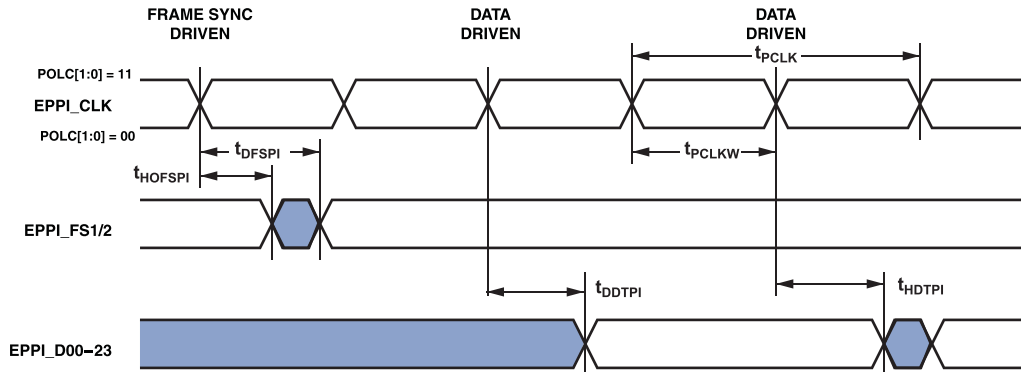 FRAME SYNC
DRIVEN
DATA
DRIVEN
DATA
DRIVEN
tPCLK
POLC[1:0] = 11
EPPI_CLK
POLC[1:0] = 00
tDFSPI
tPCLKW
tHOFSPI
EPPI_FS1/2
tDDTPI
tHDTPI
EPPI_D00–23